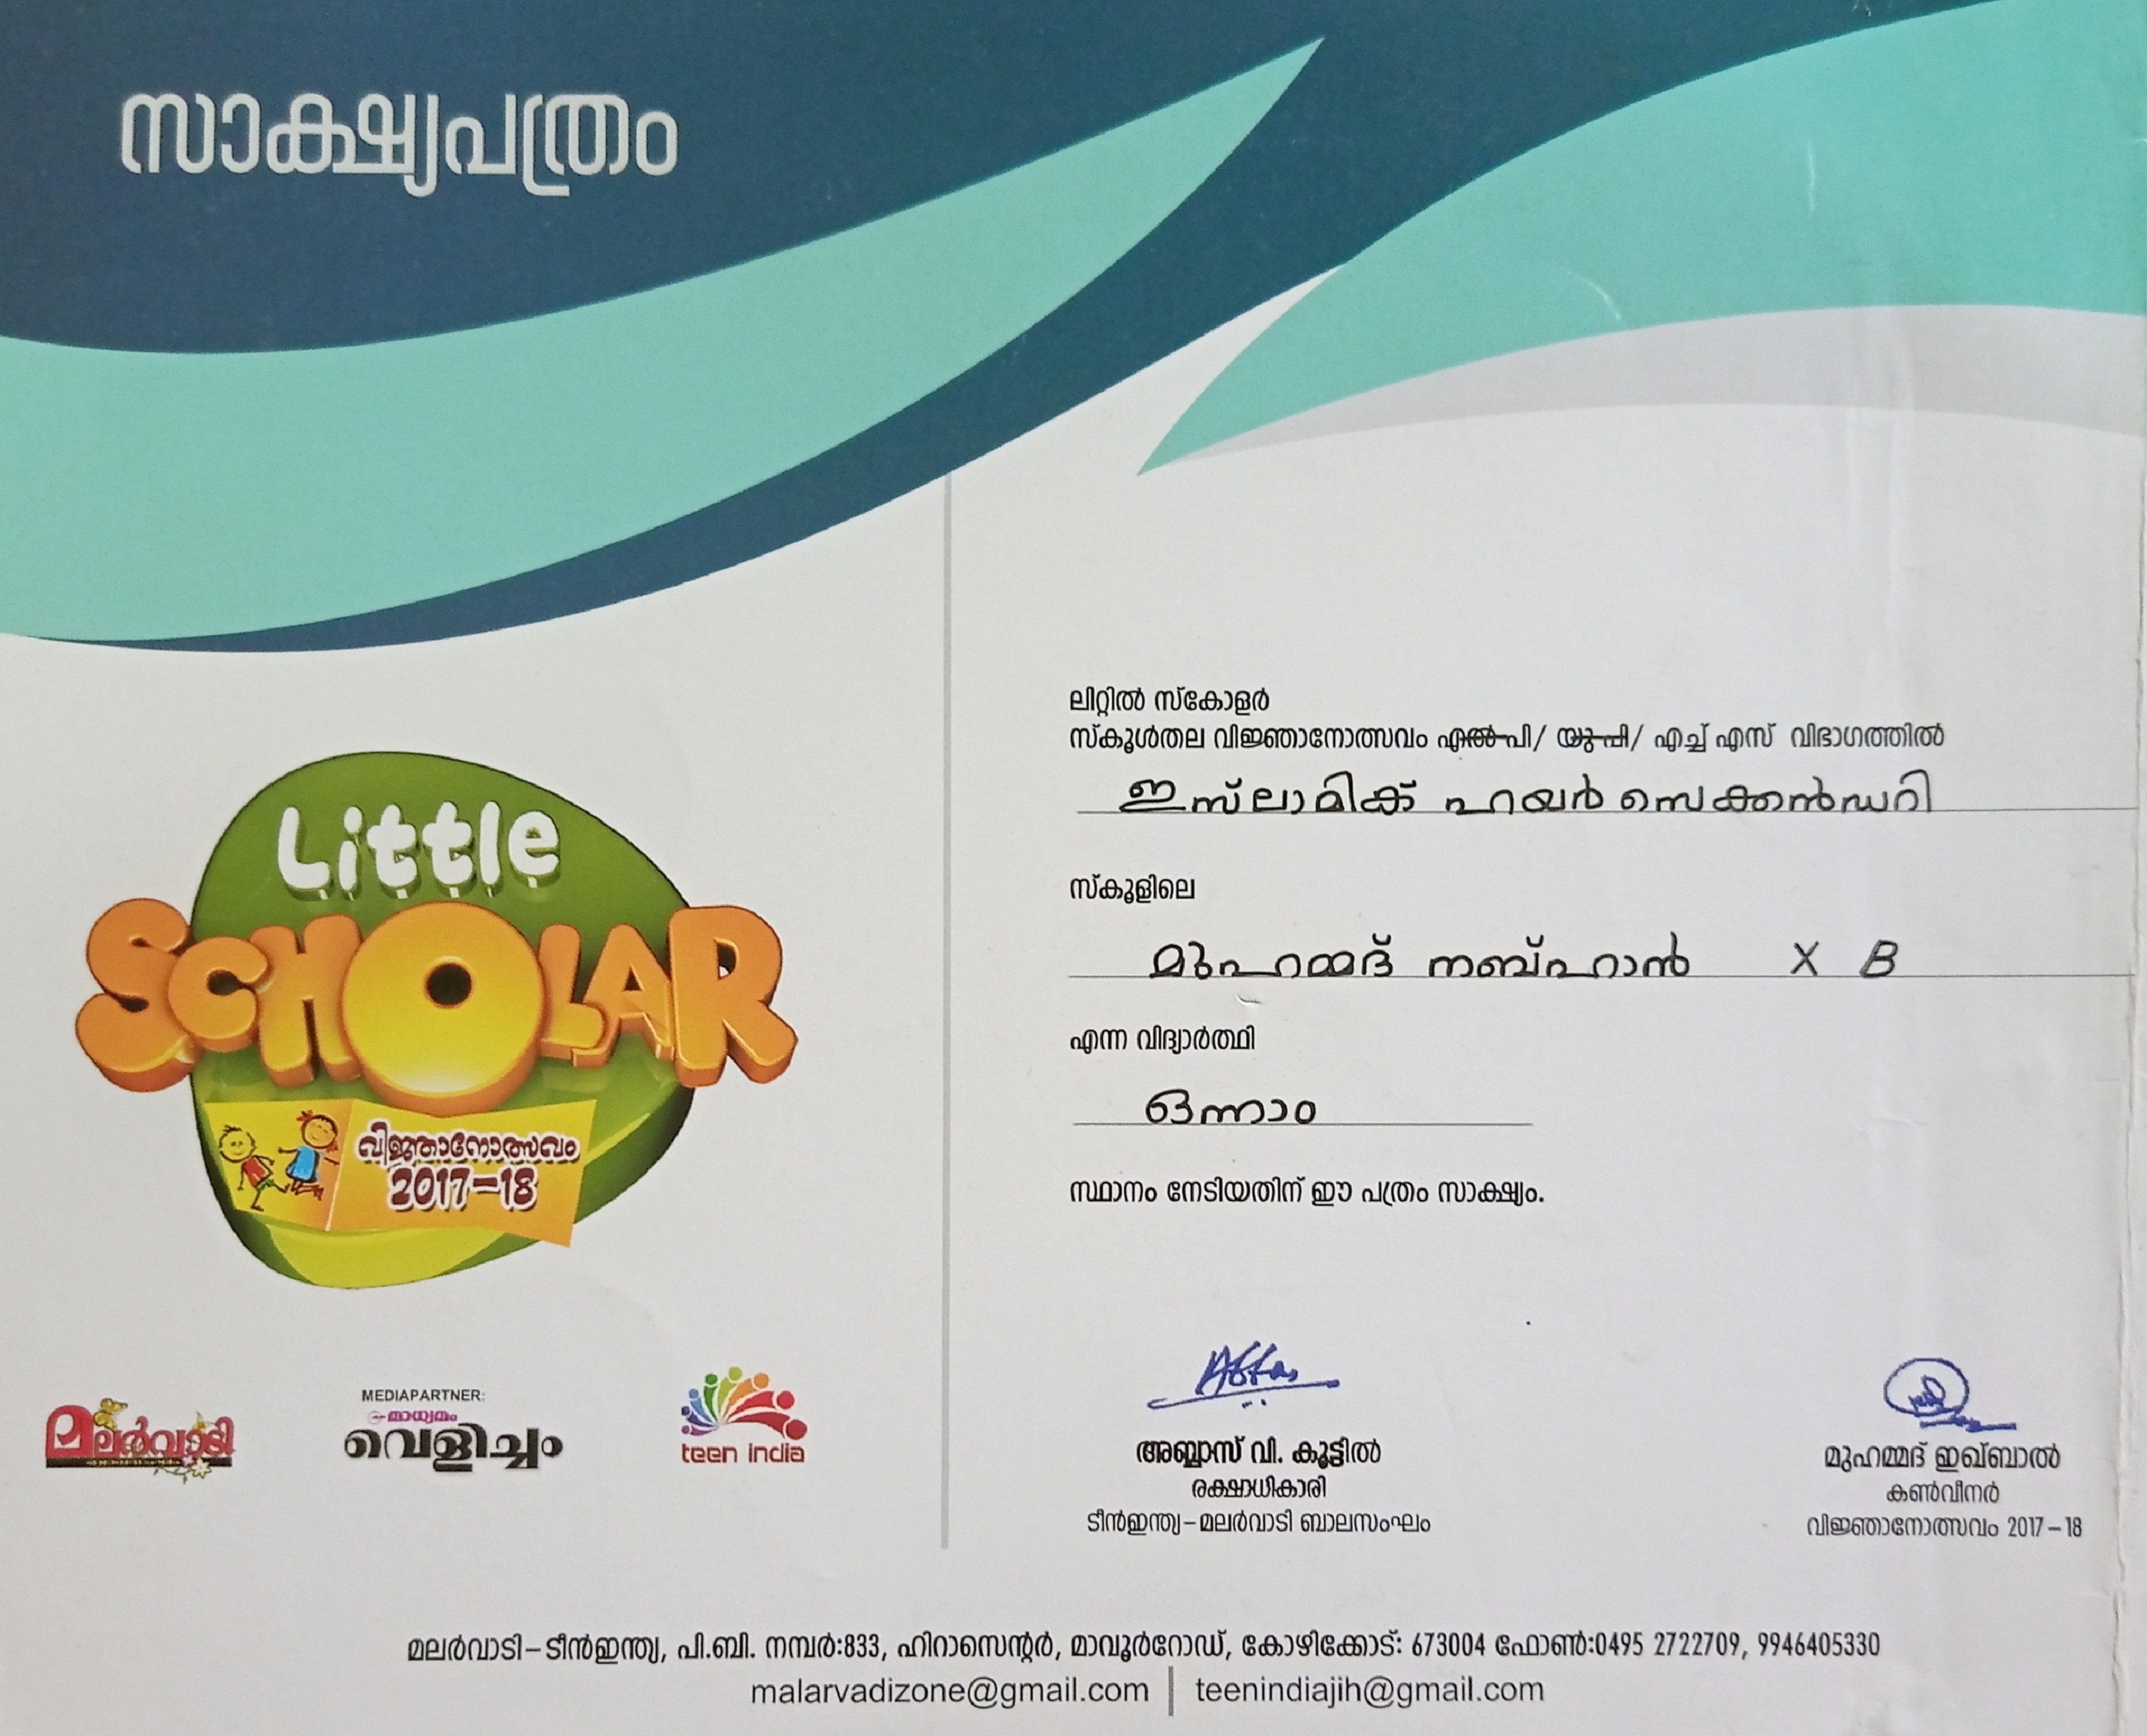 സാക്ഷ്യപത്രം
Little
SCHOLAR
വിജ്ഞാനോത്സവം
2017-18
മലർവാടി
MEDIAPARTNER:
മാധ്യമം
വെളിച്ചം
teen india
ലിറ്റിൽ സ്കോളർ
സ്കൂൾതല വിജ്ഞാനോത്സവം എൽ പി/ യു പി/ എച്ച് എസ് വിഭാഗത്തിൽ
ഇസ്ലാമിക് ഹയർ സെക്കൻഡറി
സ്കൂളിലെ
മുഹമ്മദ് നബ്ഹാൻ X B
എന്ന വിദ്യാർത്ഥി
ഒന്നാം
സ്ഥാനം നേടിയതിന് ഈ പത്രം സാക്ഷ്യം.
അബ്ബാസ് വി. കൂട്ടിൽ
രക്ഷാധികാരി
ടീൻഇന്ത്യ-മലർവാടി ബാലസംഘം
മുഹമ്മദ് ഇഖ്ബാൽ
കൺവീനർ
വിജ്ഞാനോത്സവം 2017-18
മലർവാടി-ടീൻഇന്ത്യ, പി.ബി. നമ്പർ:833, ഹിറാസെന്റർ, മാവൂർറോഡ്, കോഴിക്കോട്: 673004 ഫോൺ:0495 2722709, 9946405330
malarvadizone@gmail.com | teenindiajih@gmail.com